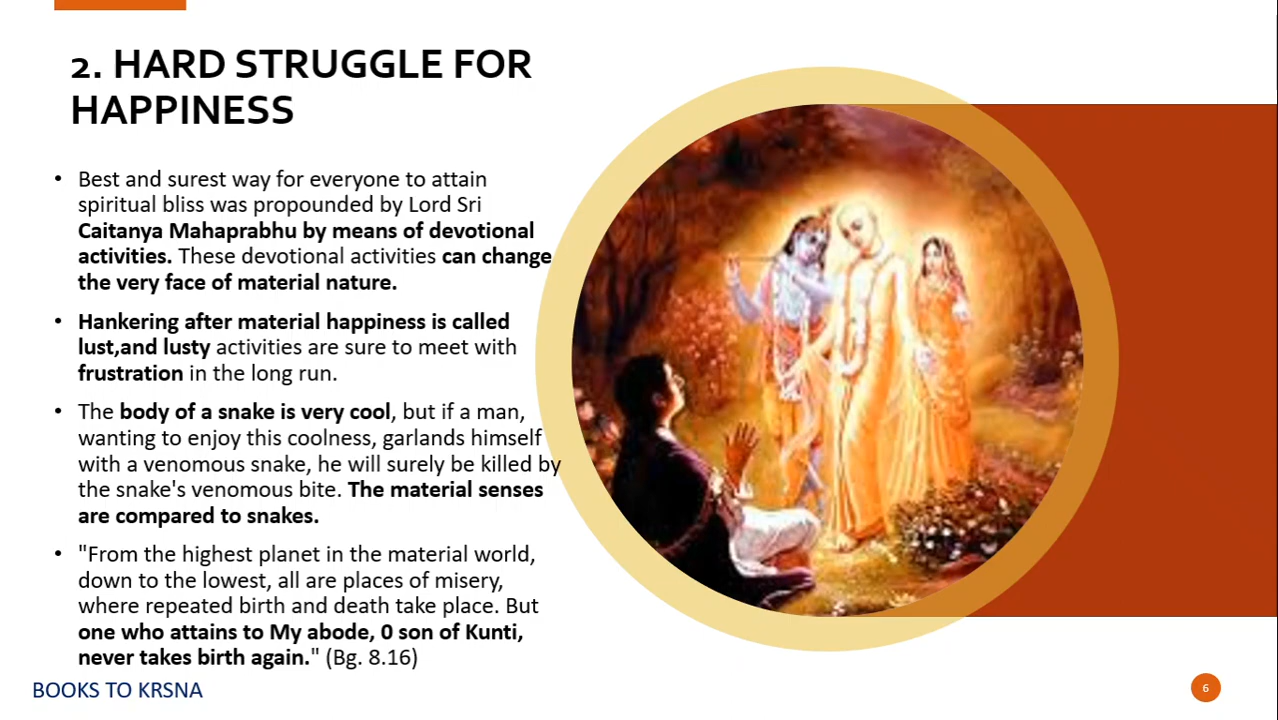 2. HARD STRUGGLE FOR
HAPPINESS
• Best and surest way for everyone to attain
spiritual bliss was propounded by Lord Sri
Caitanya Mahaprabhu by means of devotional
activities. These devotional activities can change
the very face of material nature.
• Hankering after material happiness is called
lust,and lusty activities are sure to meet with
frustration in the long run.
• The body of a snake is very cool, but if a man,
wanting to enjoy this coolness, garlands himself
with a venomous snake, he will surely be killed by
the snake's venomous bite. The material senses
are compared to snakes.
• "From the highest planet in the material world,
down to the lowest, all are places of misery,
where repeated birth and death take place. But
one who attains to My abode, 0 son of Kunti,
never takes birth again." (Bg. 8.16)
BOOKS TO KRSNA
6